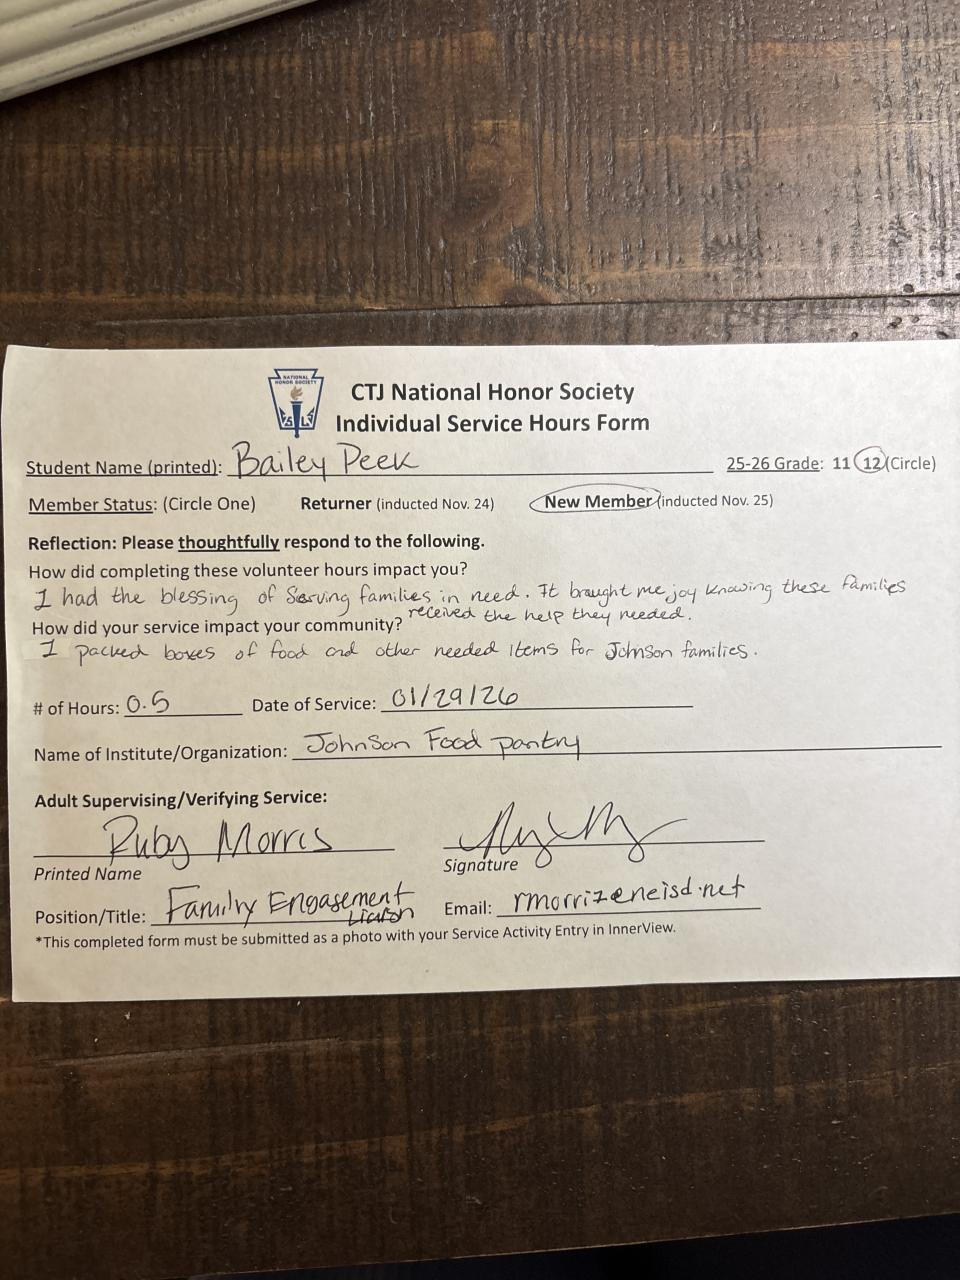 NATIONAL
HONOR SOCIETY
CTJ National Honor Society
Individual Service Hours Form
Student Name (printed): Bailey Peek 25-26 Grade: 11 12 (Circle)
Member Status: (Circle One) Returner (inducted Nov. 24) New Member (inducted Nov. 25)
Reflection: Please thoughtfully respond to the following.
How did completing these volunteer hours impact you?
I had the blessing of Serving families in need. It brought me joy knowing these families
received the help they needed.
How did your service impact your community?
I packed boxes of food and other needed items for Johnson families.
# of Hours: 0.5 Date of Service: 01/29/26
Name of Institute/Organization: Johnson Food pantry
Adult Supervising/Verifying Service:
Ruby Morris
Printed Name Signature
Position/Title: Family Engagement Email:
Liaison
*This completed form must be submitted as a photo with your Service Activity Entry in InnerView.